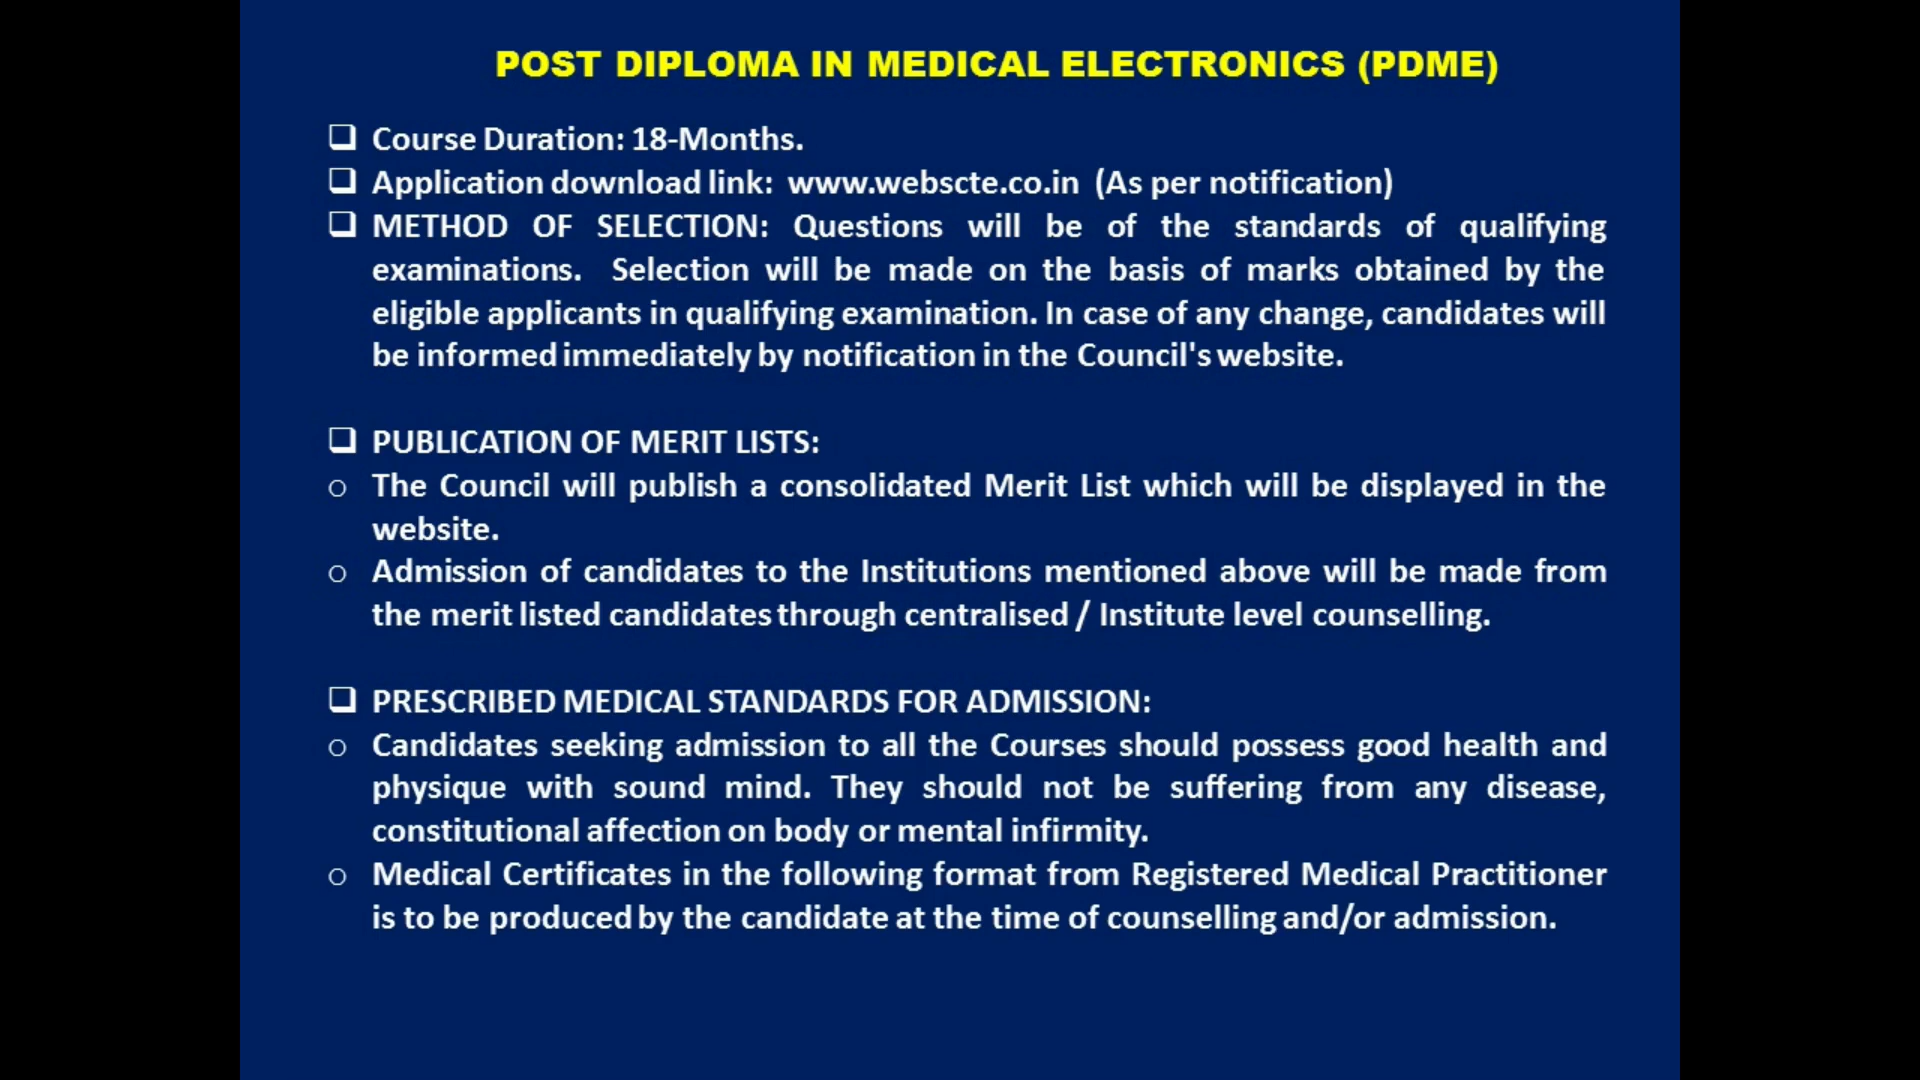 POST DIPLOMA IN MEDICAL ELECTRONICS (PDME)
❑ Course Duration: 18-Months.
❑ Application download link: www.webscte.co.in (As per notification)
❑ METHOD OF SELECTION: Questions will be of the standards of qualifying
examinations. Selection will be made on the basis of marks obtained by the
eligible applicants in qualifying examination. In case of any change, candidates will
be informed immediately by notification in the Council's website.
❑ PUBLICATION OF MERIT LISTS:
o The Council will publish a consolidated Merit List which will be displayed in the
website.
o Admission of candidates to the Institutions mentioned above will be made from
the merit listed candidates through centralised / Institute level counselling.
❑ PRESCRIBED MEDICAL STANDARDS FOR ADMISSION:
o Candidates seeking admission to all the Courses should possess good health and
physique with sound mind. They should not be suffering from any disease,
constitutional affection on body or mental infirmity.
o Medical Certificates in the following format from Registered Medical Practitioner
is to be produced by the candidate at the time of counselling and/or admission.